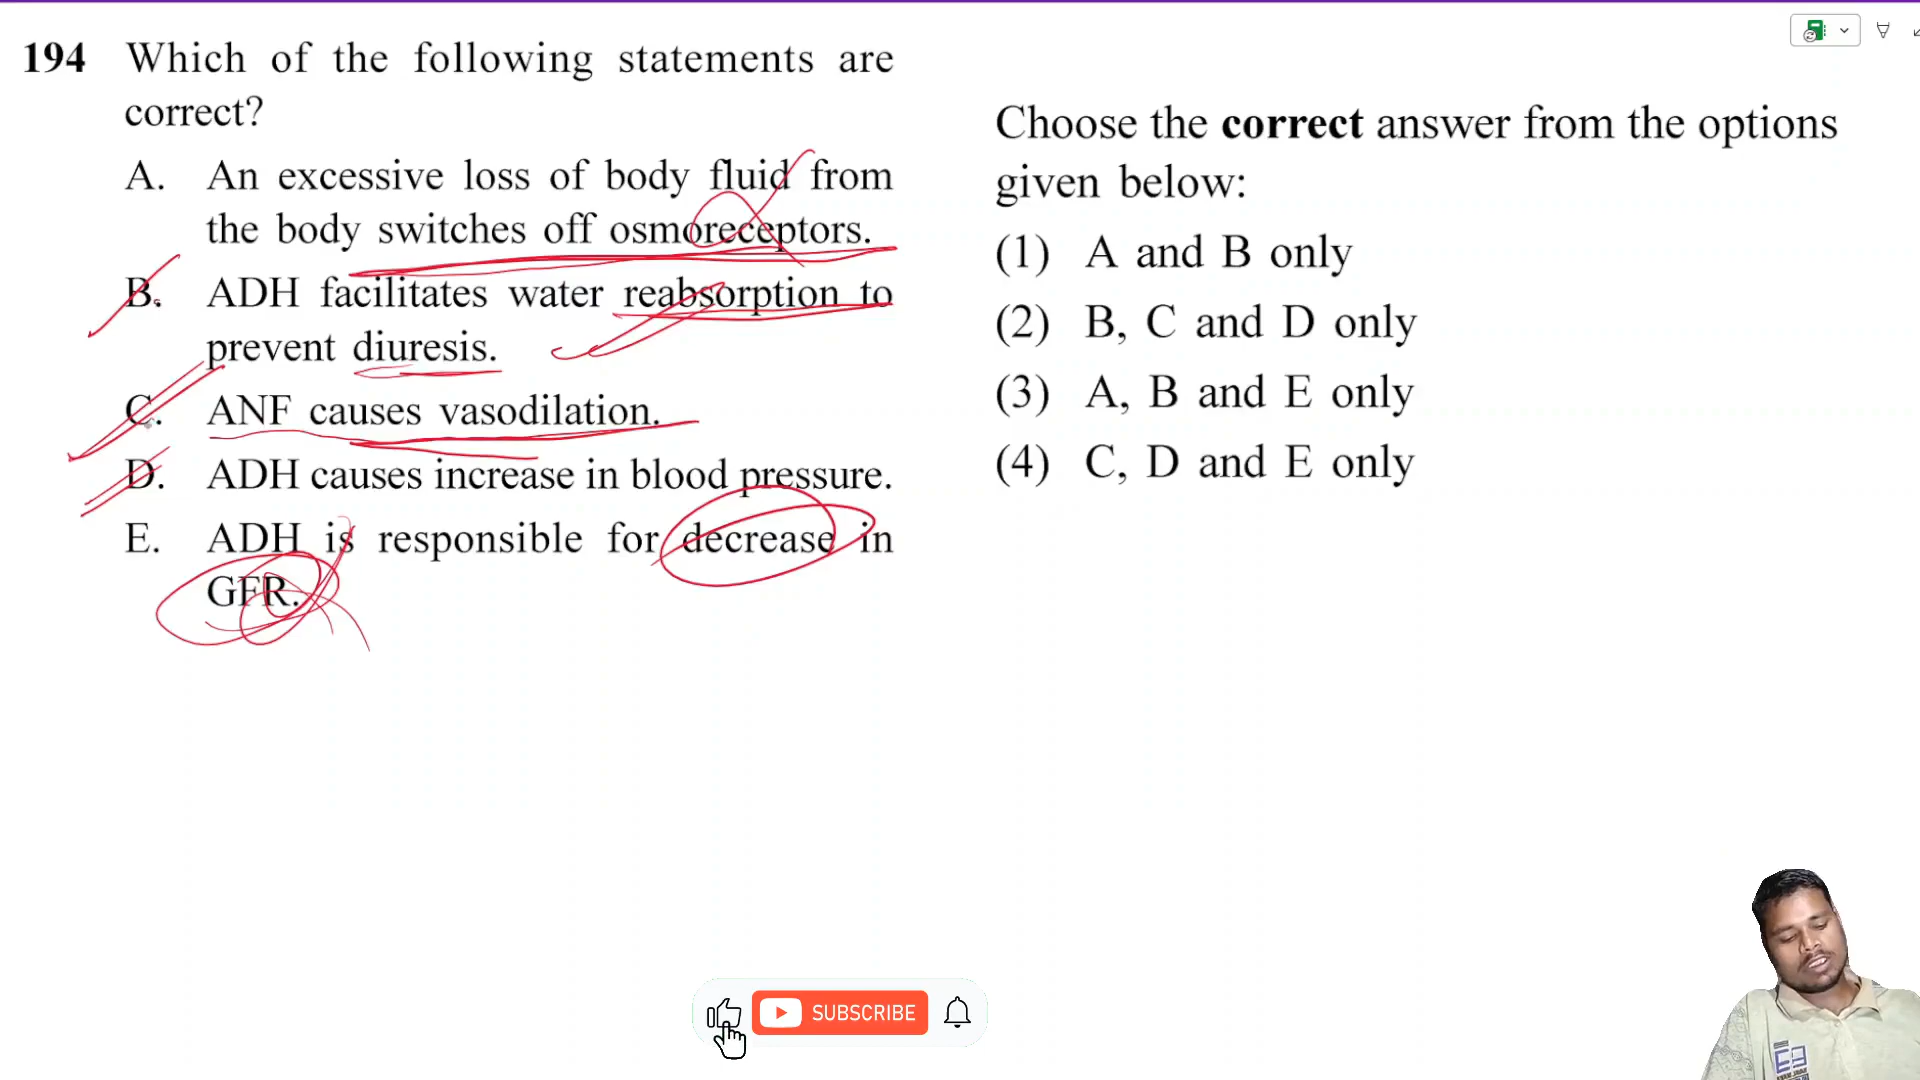 194 Which of the following statements are
correct?
A. An excessive loss of body fluid from
the body switches off osmoreceptors.
B. ADH facilitates water reabsorption to
prevent diuresis.
C. ANF causes vasodilation.
D. ADH causes increase in blood pressure.
E. ADH is responsible for decrease in
GFR.
Choose the correct answer from the options
given below:
(1) A and B only
(2) B, C and D only
(3) A, B and E only
(4) C, D and E only
SUBSCRIBE